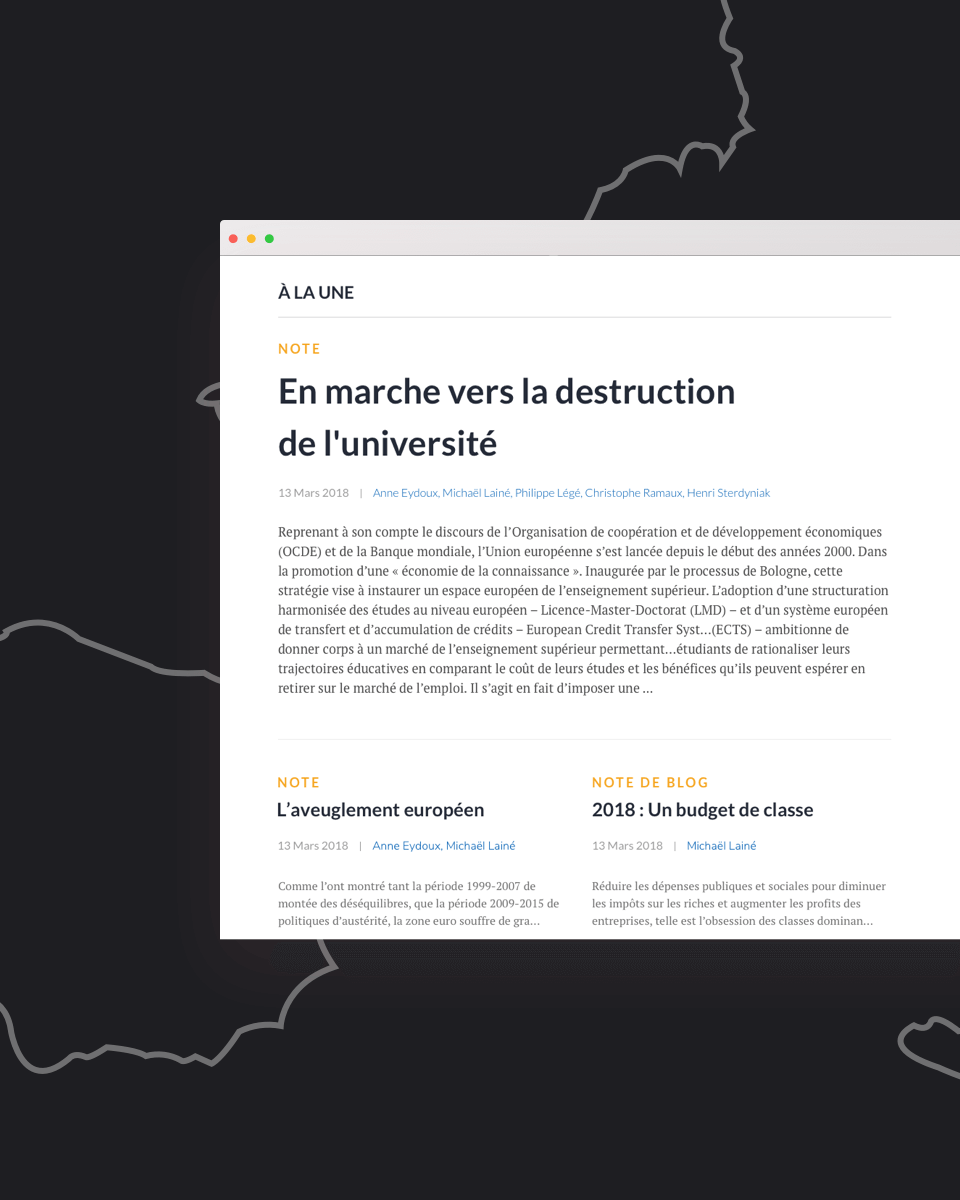 À LA UNE
NOTE
En marche vers la destruction
de l'université
13 Mars 2018 | Anne Eydoux, Michaël Lainé, Philippe Légé, Christophe Ramaux, Henri Sterdyniak
Reprenant à son compte le discours de l’Organisation de coopération et de développement économiques
(OCDE) et de la Banque mondiale, l’Union européenne s’est lancée depuis le début des années 2000. Dans
la promotion d’une « économie de la connaissance ». Inaugurée par le processus de Bologne, cette
stratégie vise à instaurer un espace européen de l’enseignement supérieur. L’adoption d’une structuration
harmonisée des études au niveau européen – Licence-Master-Doctorat (LMD) – et d’un système européen
de transfert et d’accumulation de crédits – European Credit Transfer Syst…(ECTS) – ambitionne de
donner corps à un marché de l’enseignement supérieur permettant…étudiants de rationaliser leurs
trajectoires éducatives en comparant le coût de leurs études et les bénéfices qu’ils peuvent espérer en
retirer sur le marché de l’emploi. Il s’agit en fait d’imposer une ...
NOTE
L’aveuglement européen
13 Mars 2018 | Anne Eydoux, Michaël Lainé
Comme l’ont montré tant la période 1999-2007 de
montée des déséquilibres, que la période 2009-2015 de
politiques d’austérité, la zone euro souffre de gra…
NOTE DE BLOG
2018 : Un budget de classe
13 Mars 2018 | Michaël Lainé
Réduire les dépenses publiques et sociales pour diminuer
les impôts sur les riches et augmenter les profits des
entreprises, telle est l’obsession des classes dominan…